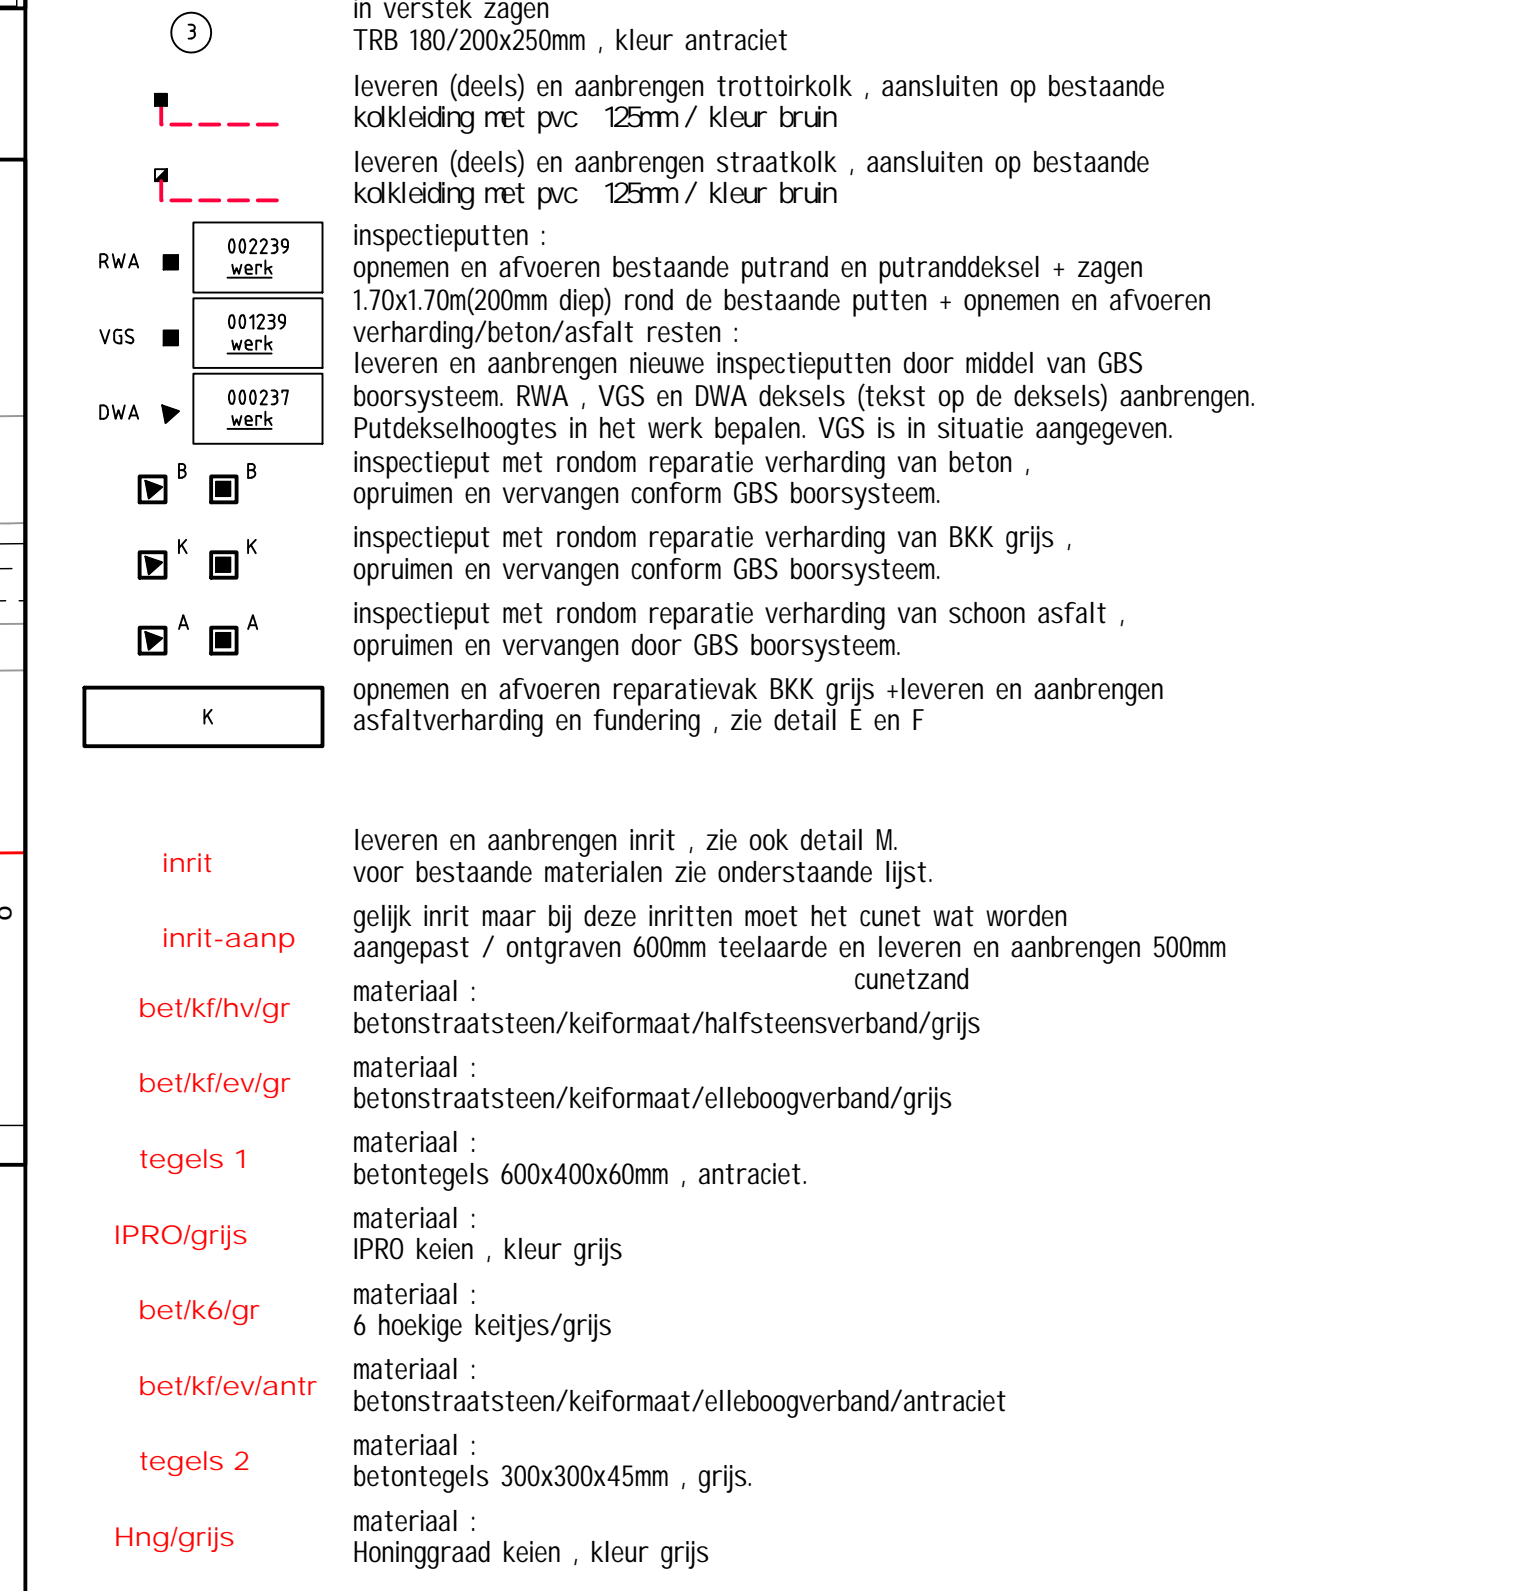 in verstek zagen
3
TRB 180/200x250mm , kleur antraciet
leveren (deels) en aanbrengen trottoirkolk , aansluiten op bestaande
kolkleiding met pvc 125mm / kleur bruin
leveren (deels) en aanbrengen straatkolk , aansluiten op bestaande
kolkleiding met pvc 125mm / kleur bruin
RWA
002239
werk
VGS
001239
werk
DWA
000237
werk
inspectieputten :
opnemen en afvoeren bestaande putrand en putranddeksel + zagen
1.70x1.70m(200mm diep) rond de bestaande putten + opnemen en afvoeren
verharding/beton/asfalt resten :
leveren en aanbrengen nieuwe inspectieputten door middel van GBS
boorsysteem. RWA , VGS en DWA deksels (tekst op de deksels) aanbrengen.
Putdekselhoogtes in het werk bepalen. VGS is in situatie aangegeven.
B B
inspectieput met rondom reparatie verharding van beton ,
opruimen en vervangen conform GBS boorsysteem.
K K
inspectieput met rondom reparatie verharding van BKK grijs ,
opruimen en vervangen conform GBS boorsysteem.
A A
inspectieput met rondom reparatie verharding van schoon asfalt ,
opruimen en vervangen door GBS boorsysteem.
K
opnemen en afvoeren reparatievak BKK grijs +leveren en aanbrengen
asfaltverharding en fundering , zie detail E en F
inrit
leveren en aanbrengen inrit , zie ook detail M.
voor bestaande materialen zie onderstaande lijst.
o
inrit-aanp
gelijk inrit maar bij deze inritten moet het cunet wat worden
aangepast / ontgraven 600mm teelaarde en leveren en aanbrengen 500mm
cunetzand
bet/kf/hv/gr
materiaal :
betonstraatsteen/keiformaat/halfsteensverband/grijs
bet/kf/ev/gr
materiaal :
betonstraatsteen/keiformaat/elleboogverband/grijs
tegels 1
materiaal :
betontegels 600x400x60mm , antraciet.
IPRO/grijs
materiaal :
IPRO keien , kleur grijs
bet/k6/gr
materiaal :
6 hoekige keitjes/grijs
bet/kf/ev/antr
materiaal :
betonstraatsteen/keiformaat/elleboogverband/antraciet
tegels 2
materiaal :
betontegels 300x300x45mm , grijs.
Hng/grijs
materiaal :
Honinggraad keien , kleur grijs